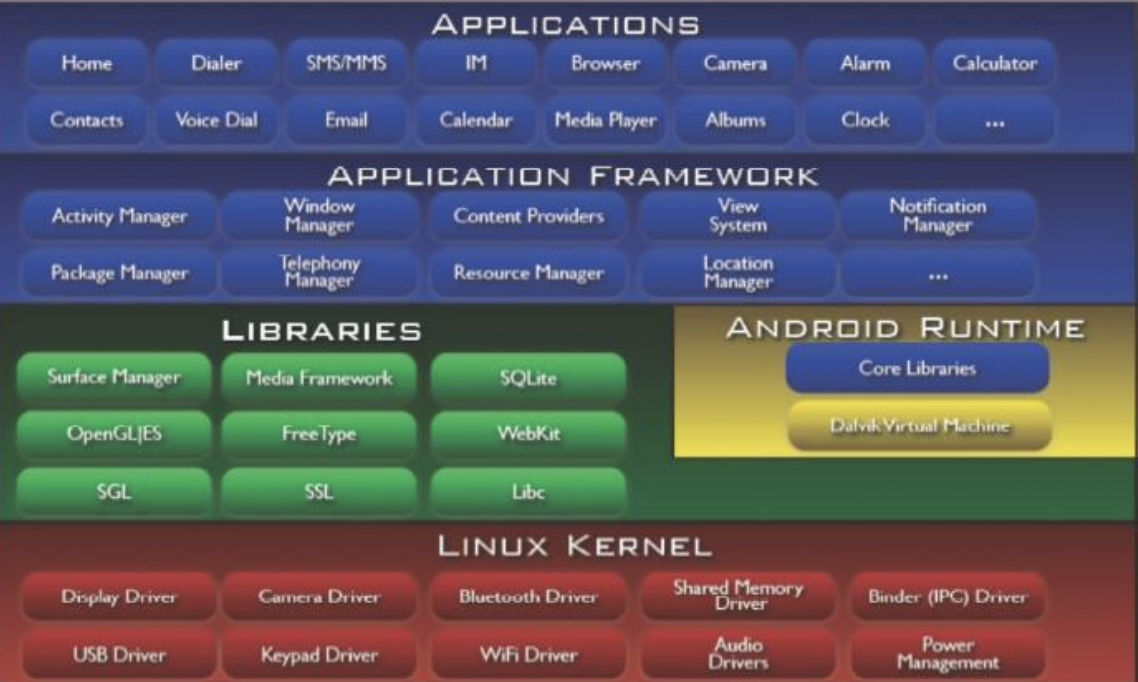 APPLICATIONS
Home Dialer SMS/MMS IM Browser Camera Alarm Calculator
Contacts Voice Dial Email Calendar Media Player Albums Clock ...
APPLICATION FRAMEWORK
Activity Manager Window Manager Content Providers View System Notification Manager
Package Manager Telephony Manager Resource Manager Location Manager ...
LIBRARIES
Surface Manager Media Framework SQLite
OpenGL|ES FreeType WebKit
SGL SSL Libc
ANDROID RUNTIME
Core Libraries
Dalvik Virtual Machine
LINUX KERNEL
Display Driver Camera Driver Bluetooth Driver Shared Memory Driver Binder (IPC) Driver
USB Driver Keypad Driver WiFi Driver Audio Drivers Power Management